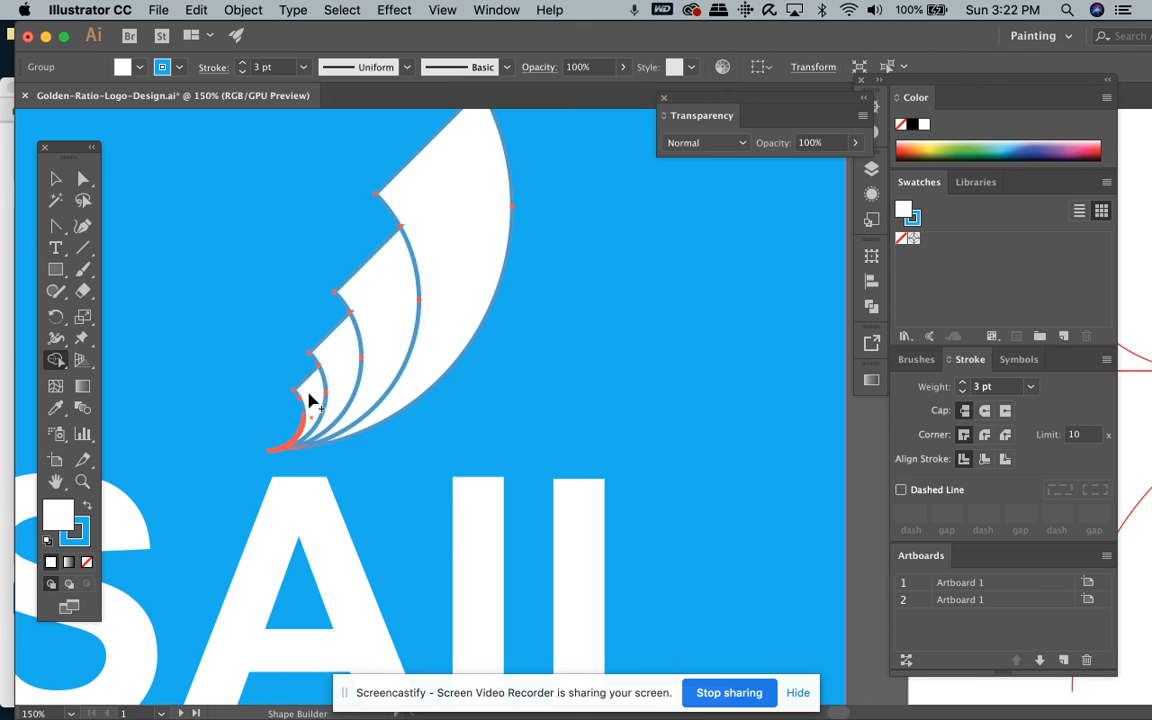 Illustrator CC File Edit Object Type Select Effect View Window Help WD 100% Sun 3:22 PM
Ai Br St Painting Search A
Group Stroke: 3 pt Uniform Basic Opacity: 100% Style: Transform
× Golden-Ratio-Logo-Design.ai* @ 150% (RGB/GPU Preview)
Transparency
Normal Opacity: 100%
Color
Swatches Libraries
Brushes Stroke Symbols
Weight: 3 pt
Cap:
Corner: Limit: 10 x
Align Stroke:
Dashed Line
dash gap dash gap dash gap
Artboards
1 Artboard 1
2 Artboard 1
SAIL
Screencastify - Screen Video Recorder is sharing your screen. Stop sharing Hide
150% 1 Shape Builder